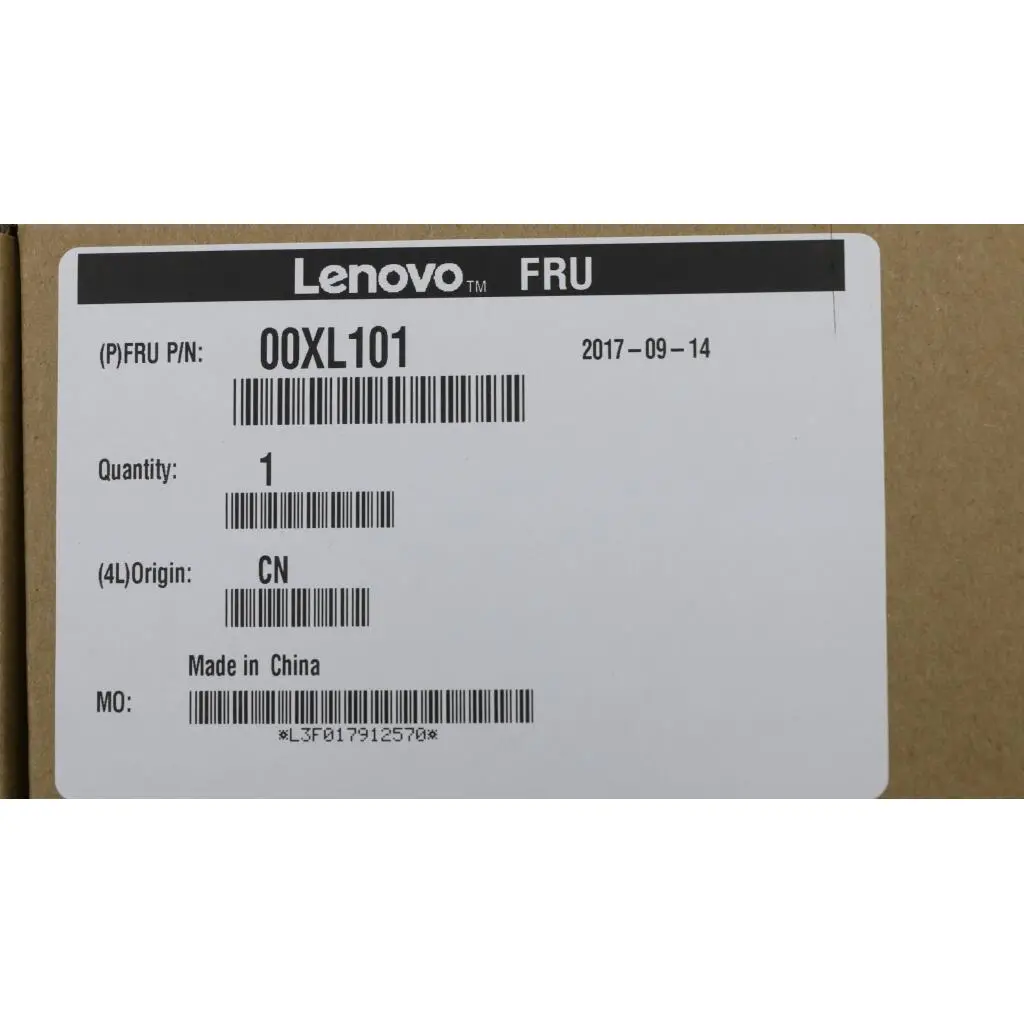 Lenovo™ FRU
(P)FRU P/N: 00XL101 2017-09-14
Quantity: 1
(4L)Origin: CN
Made in China
MO:
*L3F017912570*